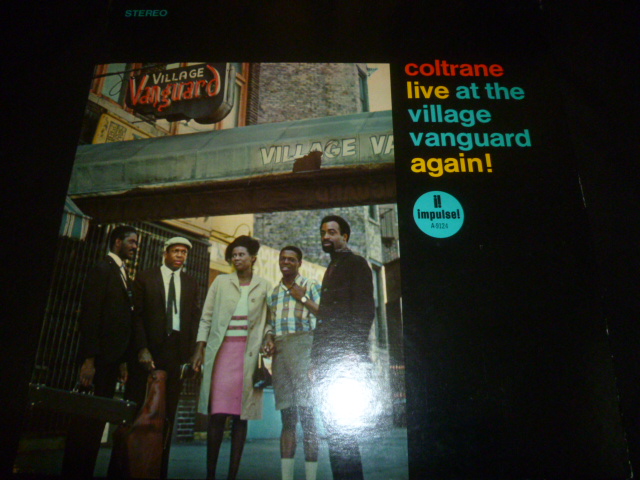 STEREO
VILLAGE
Vanguard
VILLAGE VA
coltrane
live at the
village
vanguard
again!
impulse!
A-9124